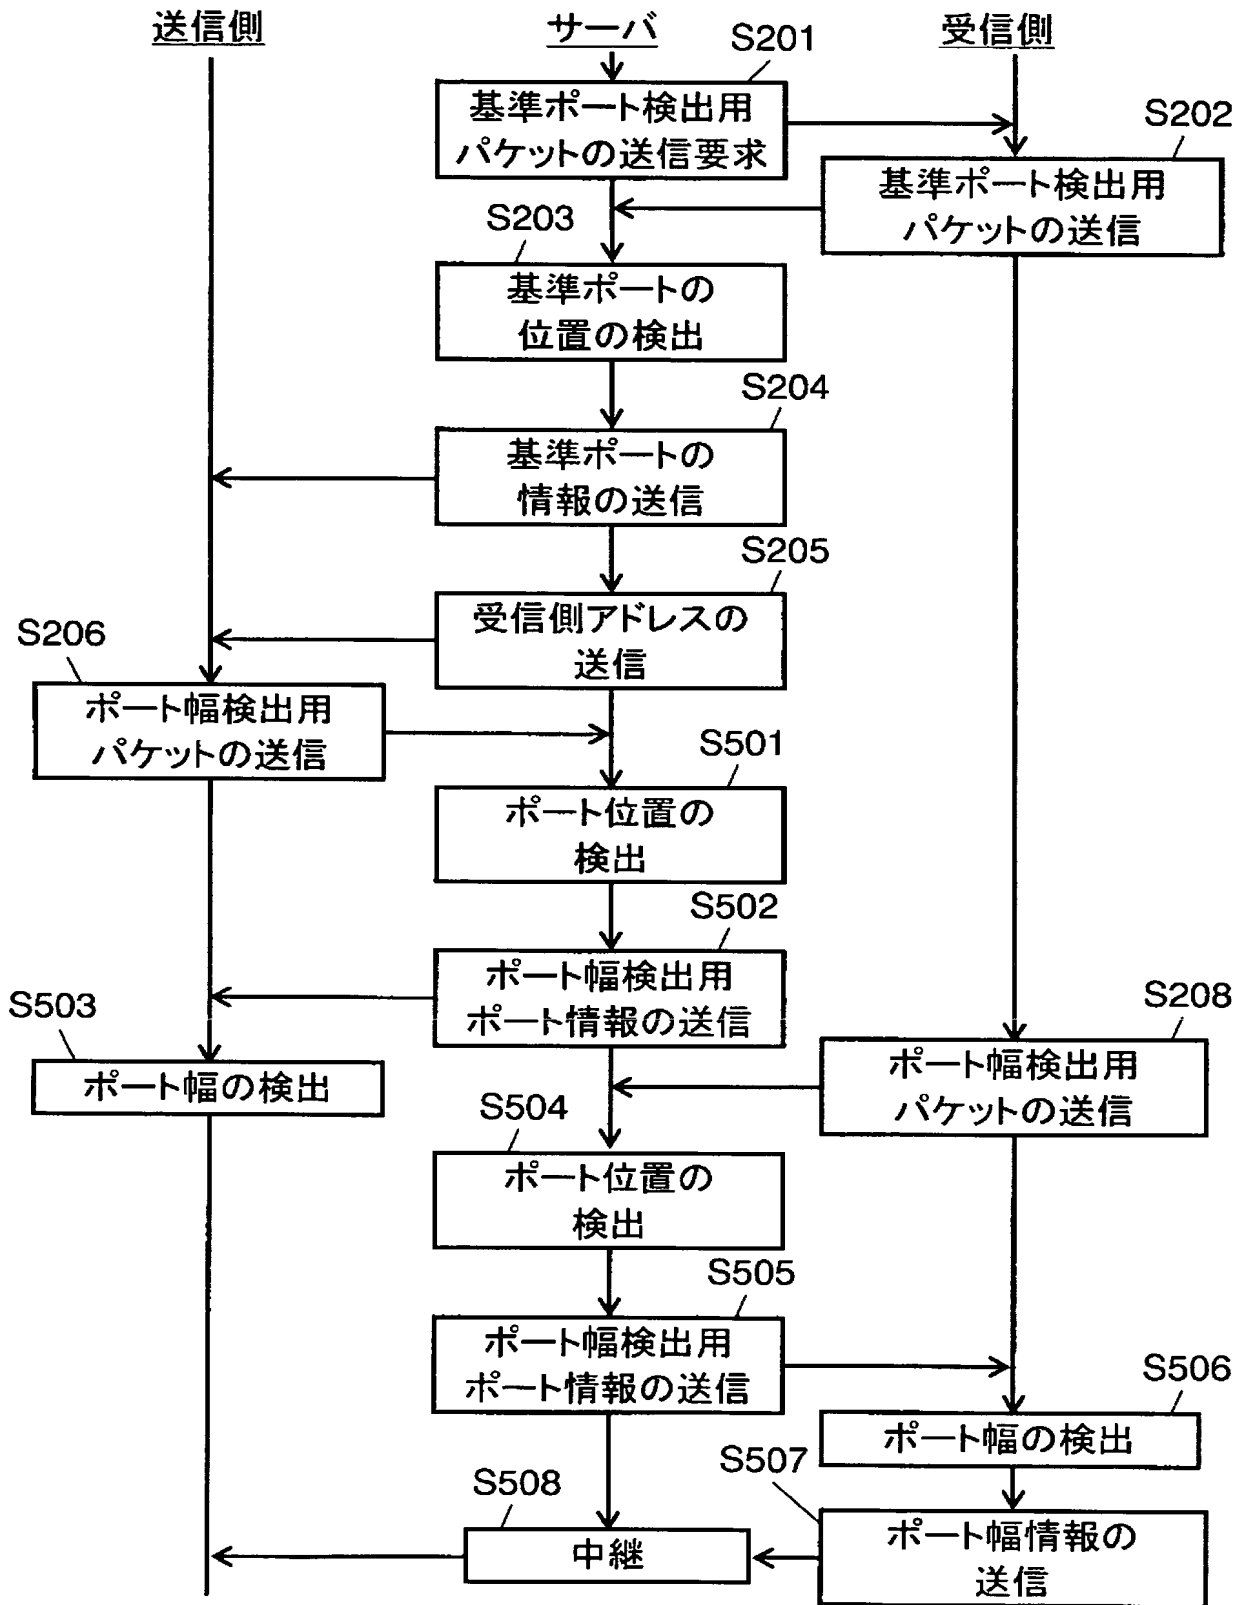 送信側
サーバ
受信側
S201
基準ポート検出用
パケットの送信要求
S202
基準ポート検出用
パケットの送信
S203
基準ポートの
位置の検出
S204
基準ポートの
情報の送信
S205
受信側アドレスの
送信
S206
ポート幅検出用
パケットの送信
S501
ポート位置の
検出
S502
ポート幅検出用
ポート情報の送信
S503
ポート幅の検出
S208
ポート幅検出用
パケットの送信
S504
ポート位置の
検出
S505
ポート幅検出用
ポート情報の送信
S506
ポート幅の検出
S507
ポート幅情報の
送信
S508
中継